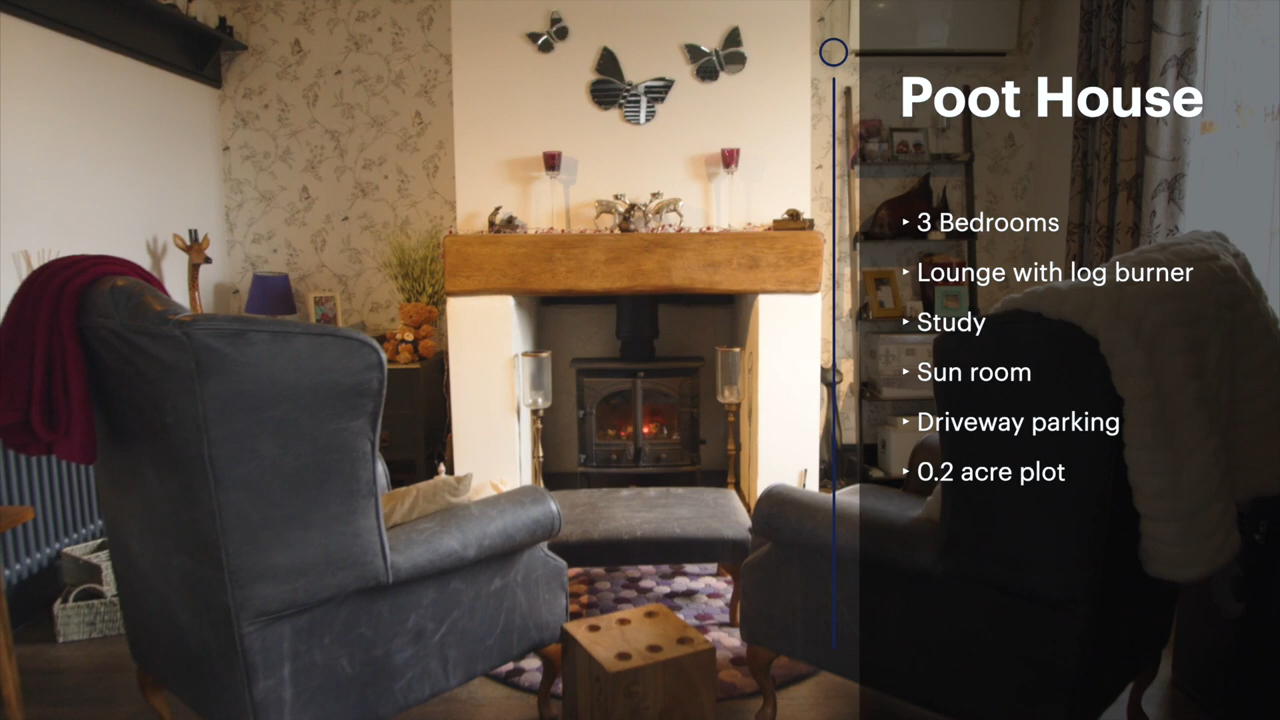 Poot House
‣ 3 Bedrooms
‣ Lounge with log burner
‣ Study
‣ Sun room
‣ Driveway parking
‣ 0.2 acre plot